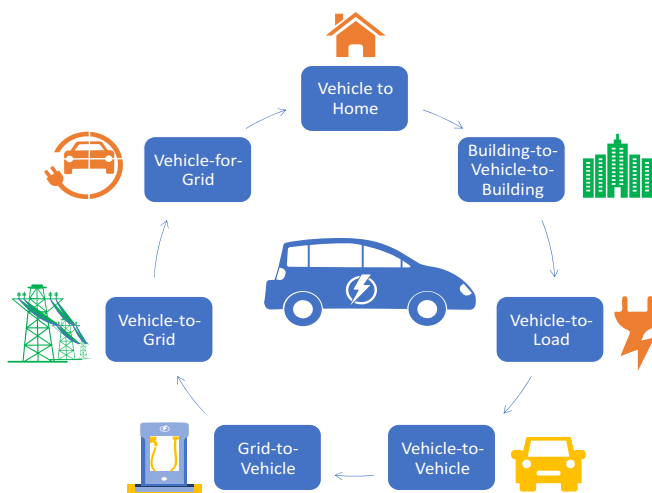 Vehicle to
Home
Building-to-
Vehicle-to-
Building
Vehicle-to-
Load
Vehicle-to-
Vehicle
Grid-to-
Vehicle
Vehicle-to-
Grid
Vehicle-for-
Grid